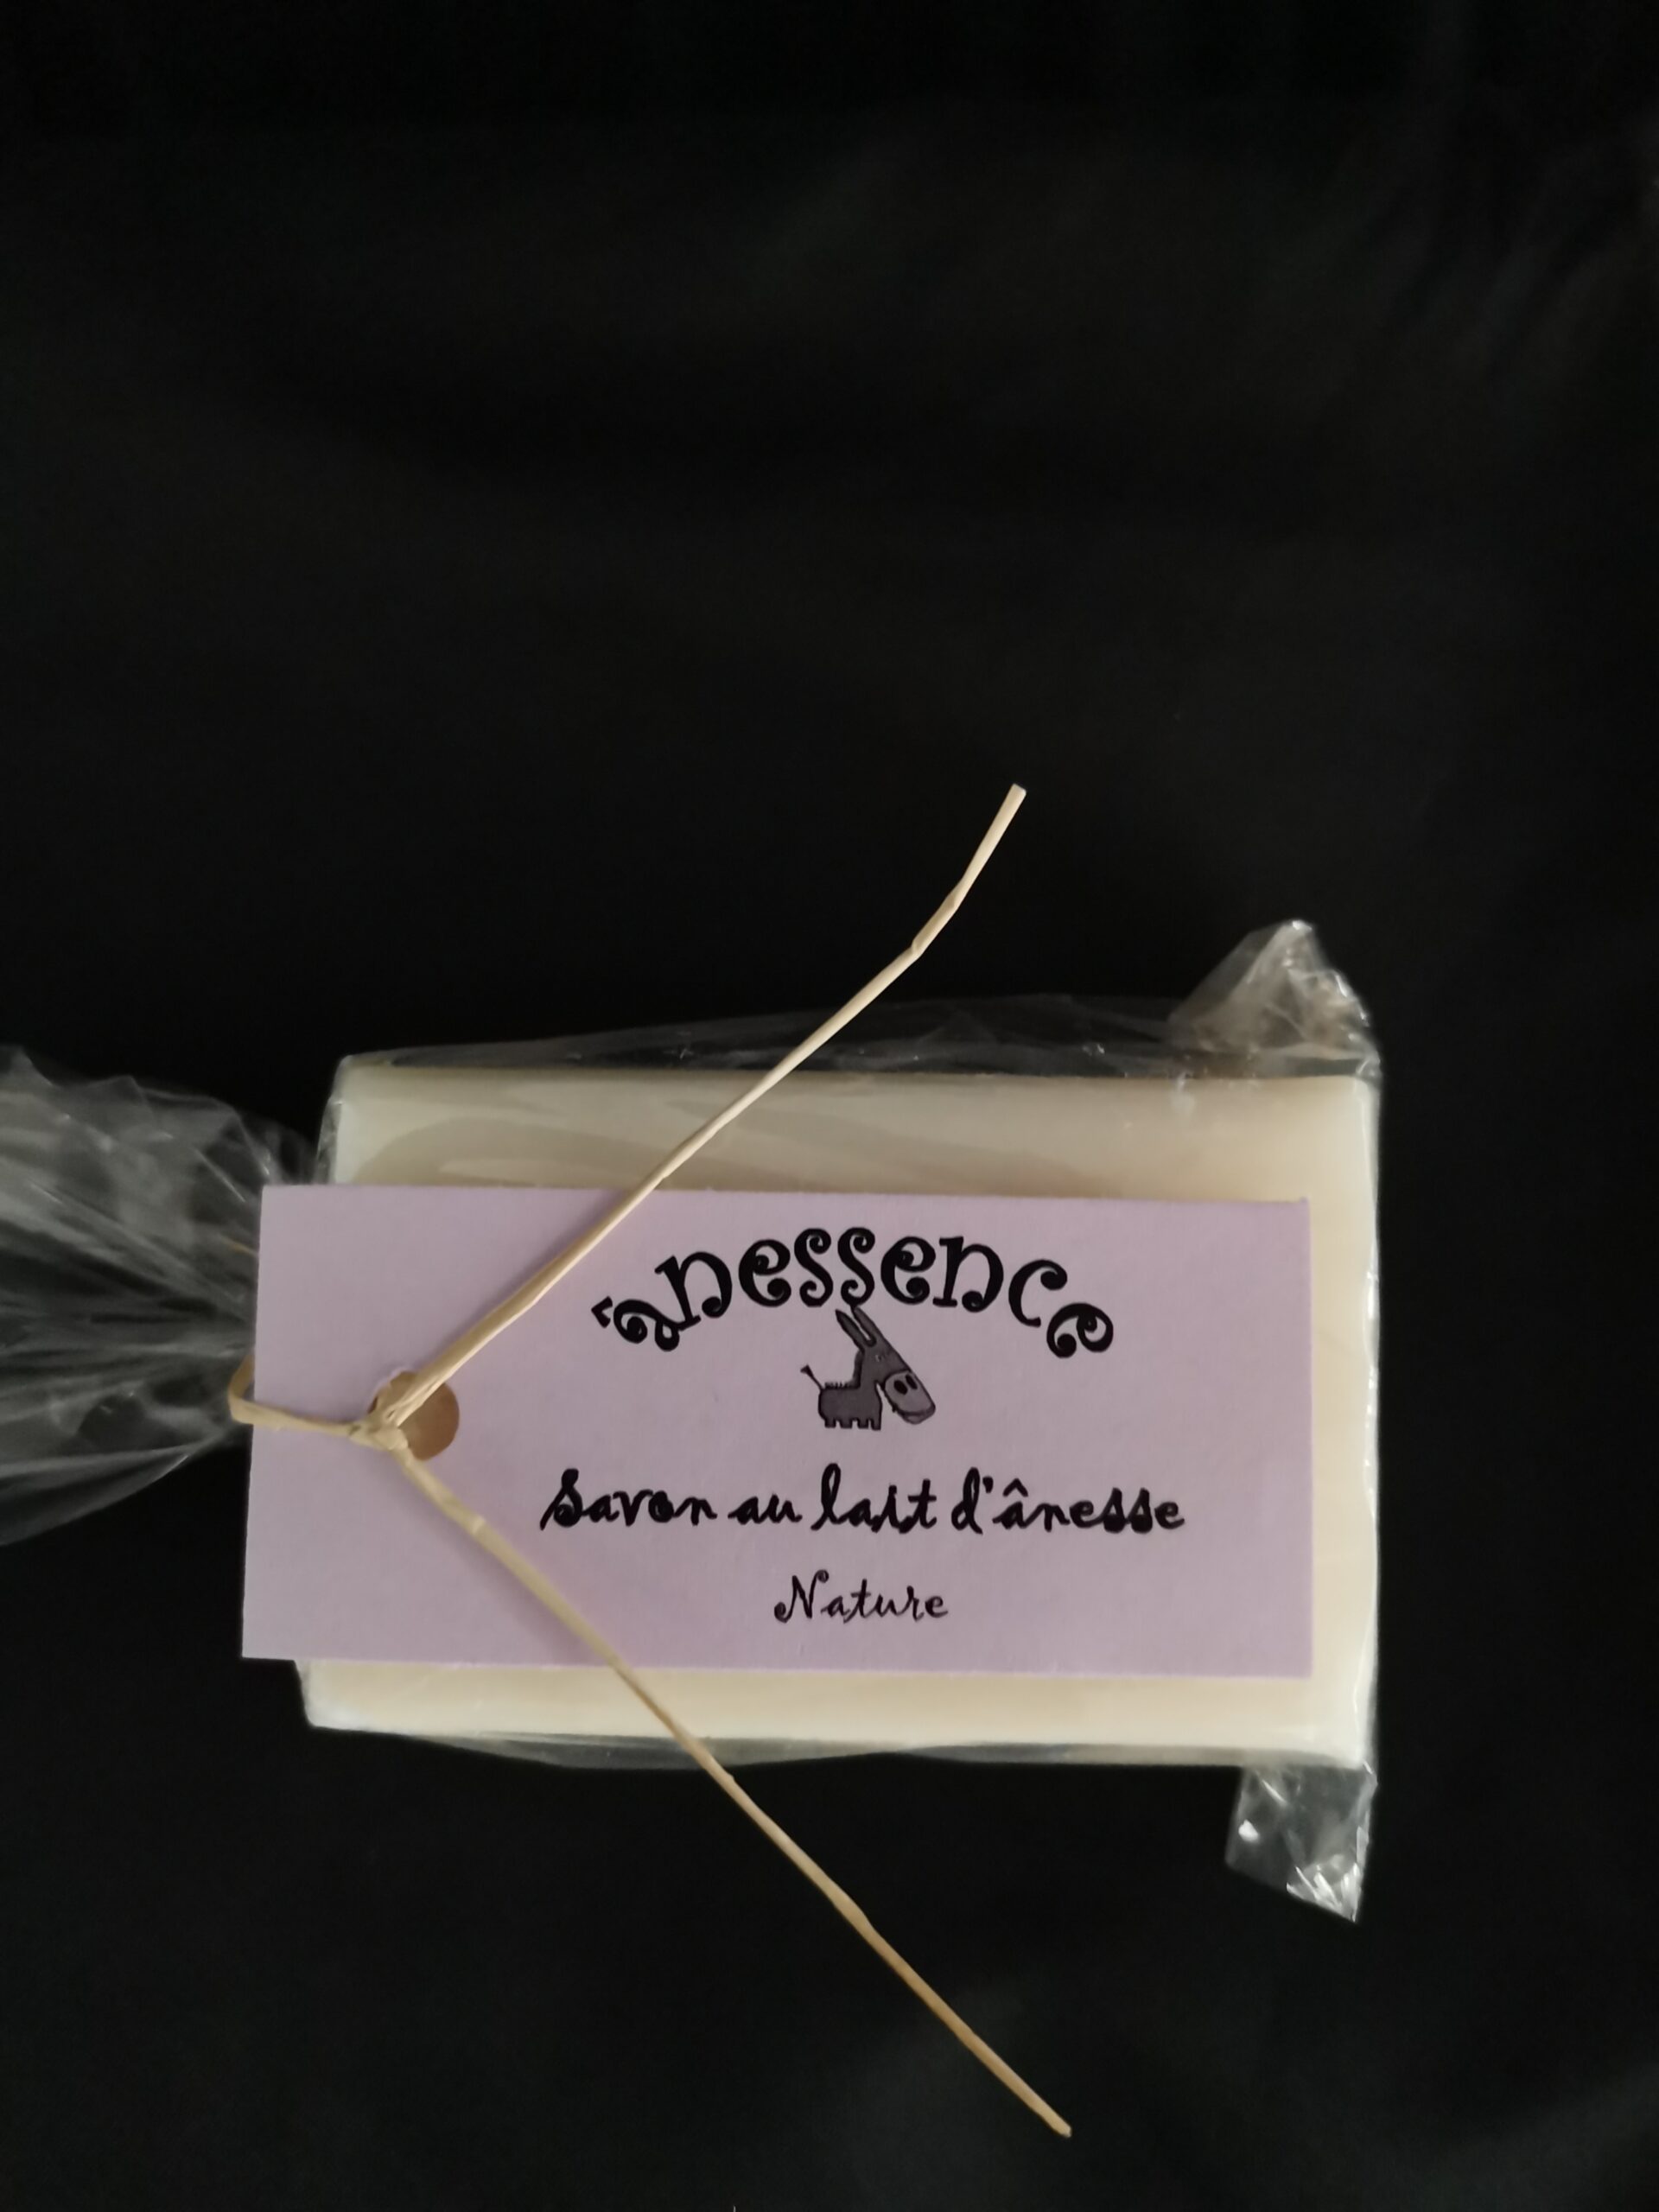 ânessence
Savon au lait d'ânesse
Nature